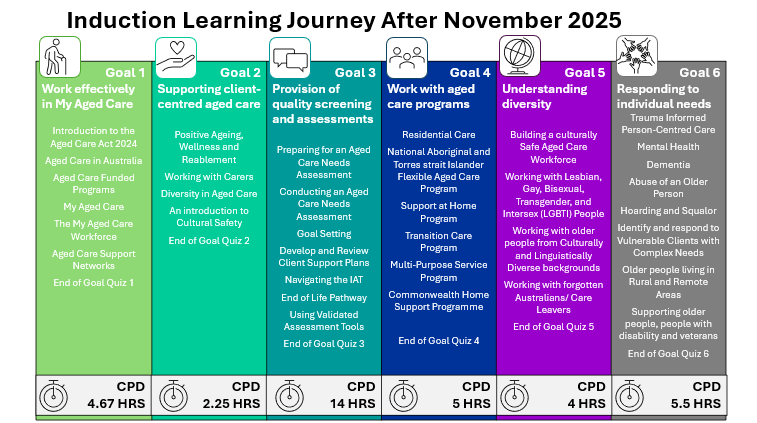 Induction Learning Journey After November 2025
Goal 1
Work effectively
in My Aged Care
Introduction to the
Aged Care Act 2024
Aged Care in Australia
Aged Care Funded
Programs
My Aged Care
The My Aged Care
Workforce
Aged Care Support
Networks
End of Goal Quiz 1
CPD
4.67 HRS
Goal 2
Supporting client-
centred aged care
Positive Ageing,
Wellness and
Reablement
Working with Carers
Diversity in Aged Care
An introduction to
Cultural Safety
End of Goal Quiz 2
CPD
2.25 HRS
Goal 3
Provision of
quality screening
and assessments
Preparing for an Aged
Care Needs
Assessment
Conducting an Aged
Care Needs
Assessment
Goal Setting
Develop and Review
Client Support Plans
Navigating the IAT
End of Life Pathway
Using Validated
Assessment Tools
End of Goal Quiz 3
CPD
14 HRS
Goal 4
Work with aged
care programs
Residential Care
National Aboriginal and
Torres strait Islander
Flexible Aged Care
Program
Support at Home
Program
Transition Care
Program
Multi-Purpose Service
Program
Commonwealth Home
Support Programme
End of Goal Quiz 4
CPD
5 HRS
Goal 5
Understanding
diversity
Building a culturally
Safe Aged Care
Workforce
Working with Lesbian,
Gay, Bisexual,
Transgender, and
Intersex (LGBTI) People
Working with older
people from Culturally
and Linguistically
Diverse backgrounds
Working with forgotten
Australians/ Care
Leavers
End of Goal Quiz 5
CPD
4 HRS
Goal 6
Responding to
individual needs
Trauma Informed
Person-Centred Care
Mental Health
Dementia
Abuse of an Older
Person
Hoarding and Squalor
Identify and respond to
Vulnerable Clients with
Complex Needs
Older people living in
Rural and Remote
Areas
Supporting older
people, people with
disability and veterans
End of Goal Quiz 6
CPD
5.5 HRS